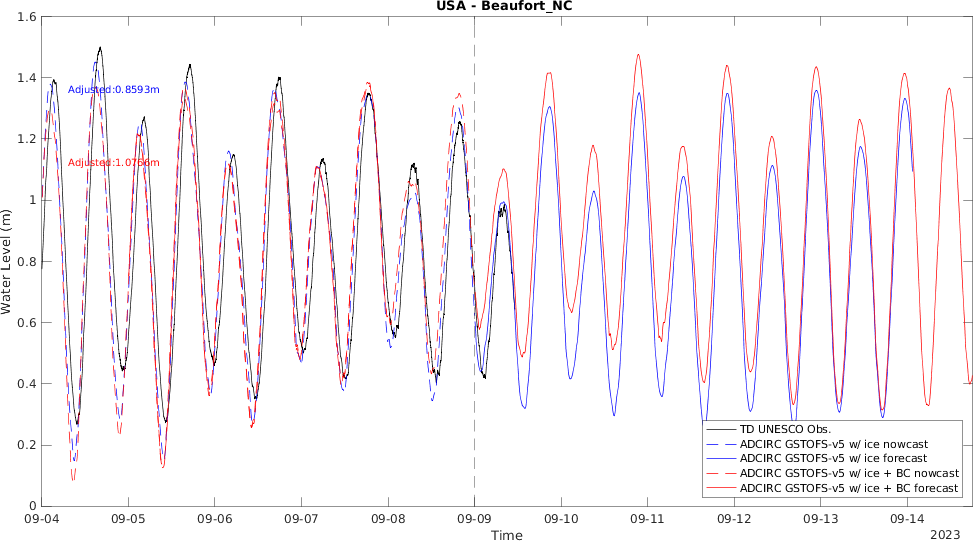 USA - Beaufort_NC
1.6
1.4
1.2
1
0.8
0.6
0.4
0.2
0
Water Level (m)
Adjusted:0.8593m
Adjusted:1.0766m
TD UNESCO Obs.
ADCIRC GSTOFS-v5 w/ ice nowcast
ADCIRC GSTOFS-v5 w/ ice forecast
ADCIRC GSTOFS-v5 w/ ice + BC nowcast
ADCIRC GSTOFS-v5 w/ ice + BC forecast
09-04 09-05 09-06 09-07 09-08 09-09 09-10 09-11 09-12 09-13 09-14
Time
2023